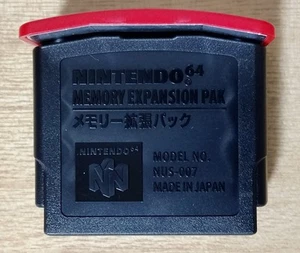 NINTENDO64
MEMORY EXPANSION PAK
メモリー拡張パック
NINTENDO64
MODEL NO.
NUS-007
MADE IN JAPAN